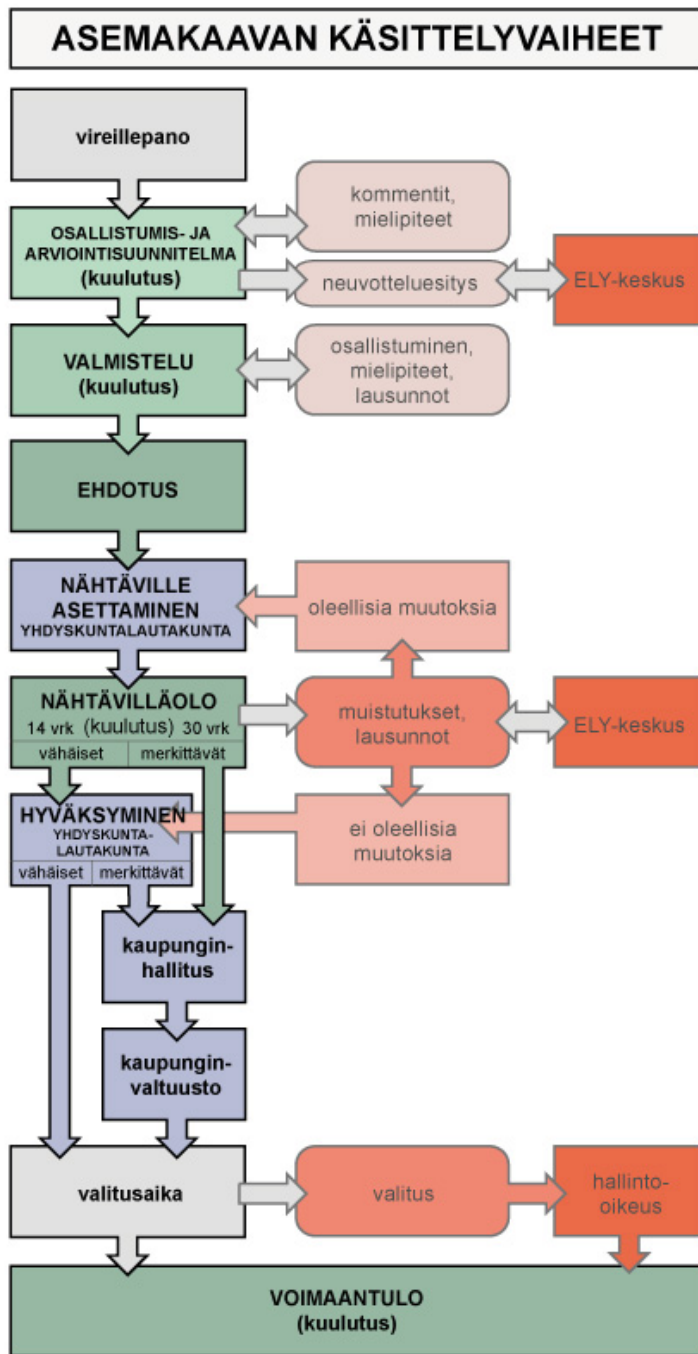 ASEMAKAAVAN KÄSITTELYVAIHEET
vireillepano
OSALLISTUMIS- JA
ARVIOINTISUUNNITELMA
(kuulutus)
kommentit,
mielipiteet
neuvotteluesitys
ELY-keskus
VALMISTELU
(kuulutus)
osallistuminen,
mielipiteet,
lausunnot
EHDOTUS
NÄHTÄVILLE
ASETTAMINEN
YHDYSKUNTALAUTAKUNTA
oleellisia muutoksia
NÄHTÄVILLÄOLO
14 vrk (kuulutus) 30 vrk
vähäiset merkittävät
muistutukset,
lausunnot
ELY-keskus
HYVÄKSYMINEN
YHDYSKUNTA-
LAUTAKUNTA
vähäiset merkittävät
ei oleellisia
muutoksia
kaupungin-
hallitus
kaupungin-
valtuusto
valitusaika
valitus
hallinto-
oikeus
VOIMAANTULO
(kuulutus)